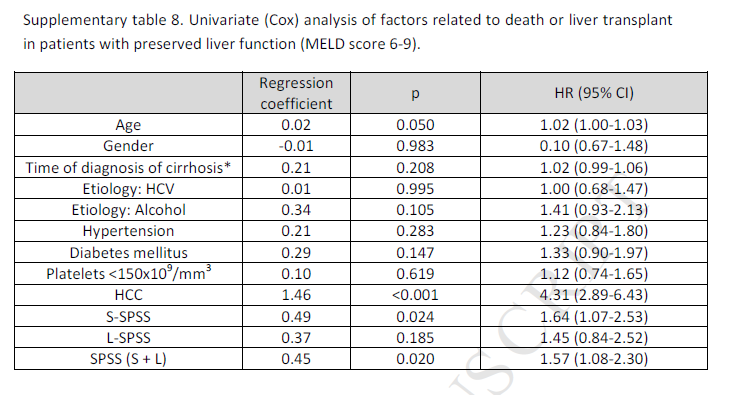 Supplementary table 8. Univariate (Cox) analysis of factors related to death or liver transplant
in patients with preserved liver function (MELD score 6-9).
Regression coefficient p HR (95% CI)
Age 0.02 0.050 1.02 (1.00-1.03)
Gender -0.01 0.983 0.10 (0.67-1.48)
Time of diagnosis of cirrhosis* 0.21 0.208 1.02 (0.99-1.06)
Etiology: HCV 0.01 0.995 1.00 (0.68-1.47)
Etiology: Alcohol 0.34 0.105 1.41 (0.93-2.13)
Hypertension 0.21 0.283 1.23 (0.84-1.80)
Diabetes mellitus 0.29 0.147 1.33 (0.90-1.97)
Platelets <150x10⁹/mm³ 0.10 0.619 1.12 (0.74-1.65)
HCC 1.46 <0.001 4.31 (2.89-6.43)
S-SPSS 0.49 0.024 1.64 (1.07-2.53)
L-SPSS 0.37 0.185 1.45 (0.84-2.52)
SPSS (S + L) 0.45 0.020 1.57 (1.08-2.30)